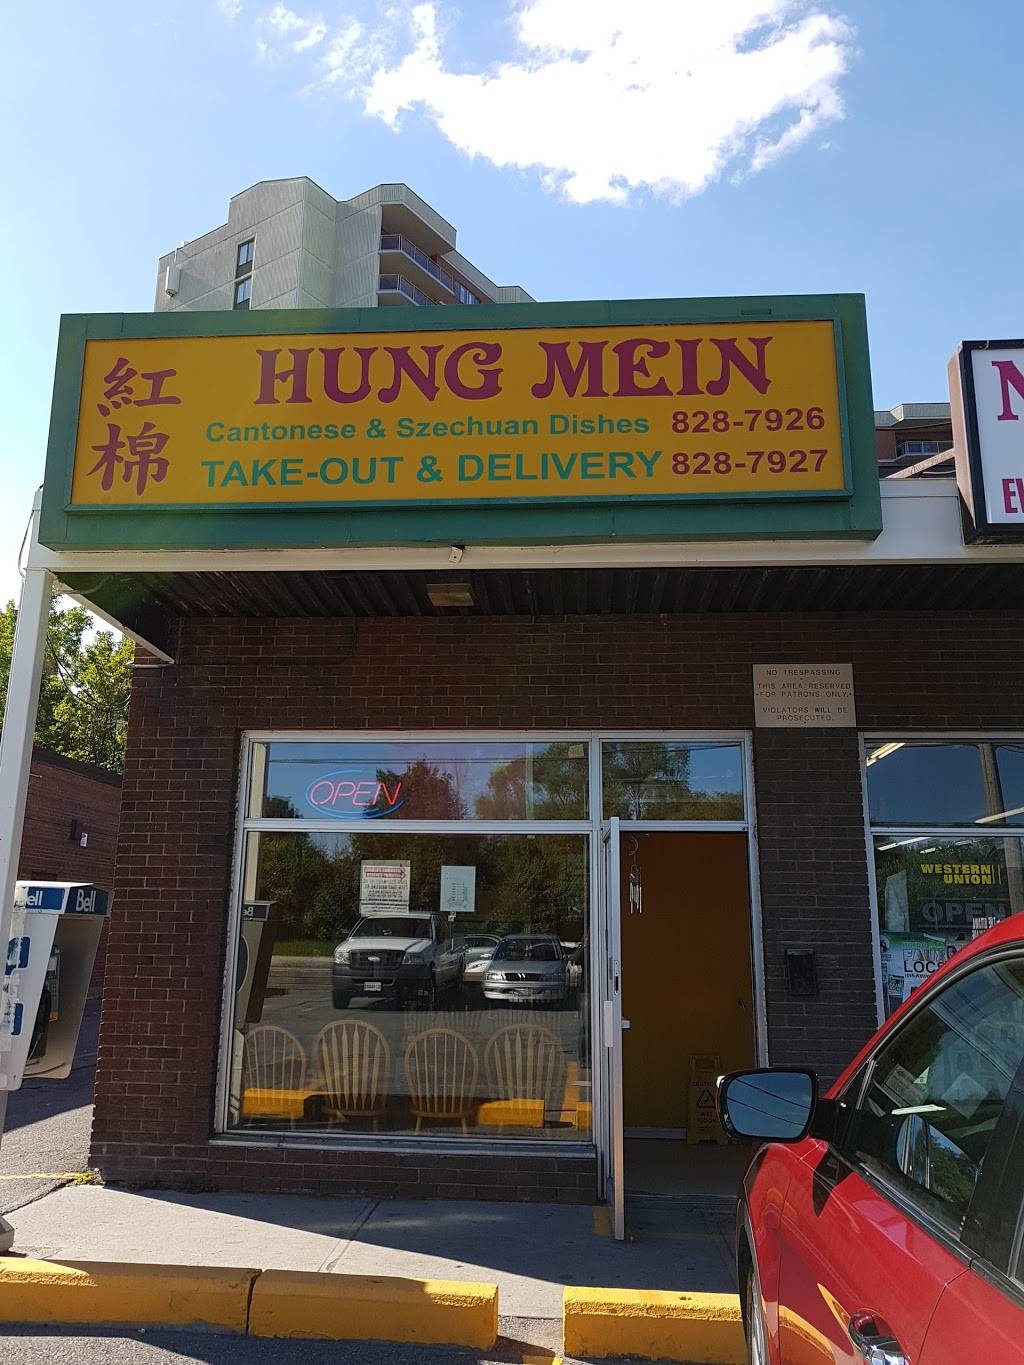 紅棉
HUNG MEIN
Cantonese & Szechuan Dishes 828-7926
TAKE-OUT & DELIVERY 828-7927
NO TRESPASSING
THIS AREA RESERVED
FOR PATRONS ONLY.
VIOLATORS WILL BE
PROSECUTED.
OPEN
WESTERN
UNION
OPEN
Bell
CAUTION